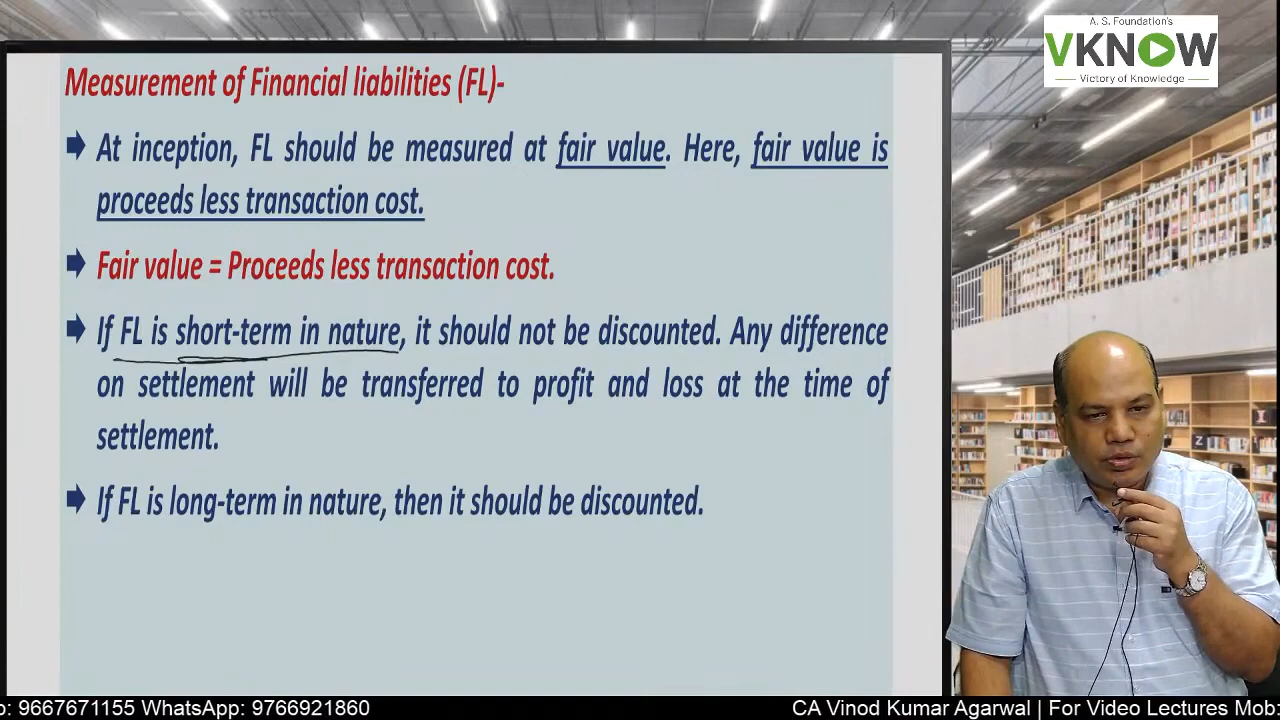 A. S. Foundation's
VKNOW
Victory of Knowledge
Measurement of Financial liabilities (FL)-
At inception, FL should be measured at fair value. Here, fair value is
proceeds less transaction cost.
Fair value = Proceeds less transaction cost.
If FL is short-term in nature, it should not be discounted. Any difference
on settlement will be transferred to profit and loss at the time of
settlement.
If FL is long-term in nature, then it should be discounted.
o: 9667671155 WhatsApp: 9766921860
CA Vinod Kumar Agarwal | For Video Lectures Mob: